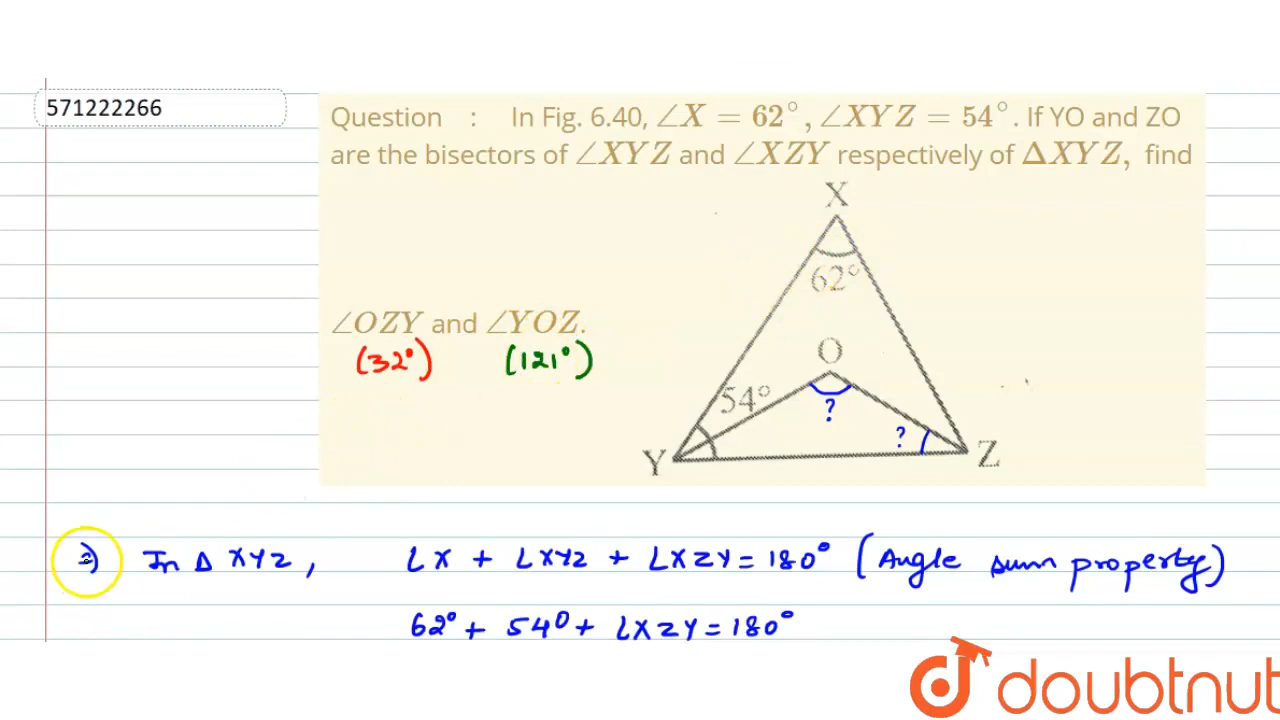 571222266
Question : In Fig. 6.40, ∠X = 62°, ∠XYZ = 54°. If YO and ZO
are the bisectors of ∠XYZ and ∠XZY respectively of ΔXYZ, find
X
62°
∠OZY and ∠YOZ.
(32°) (121°)
O
54°
?
?
Y
Z
⇒) In Δ XYZ, ∠X + ∠XYZ + ∠XZY = 180° (Angle sum property)
62° + 54° + ∠XZY = 180°
doubtnut